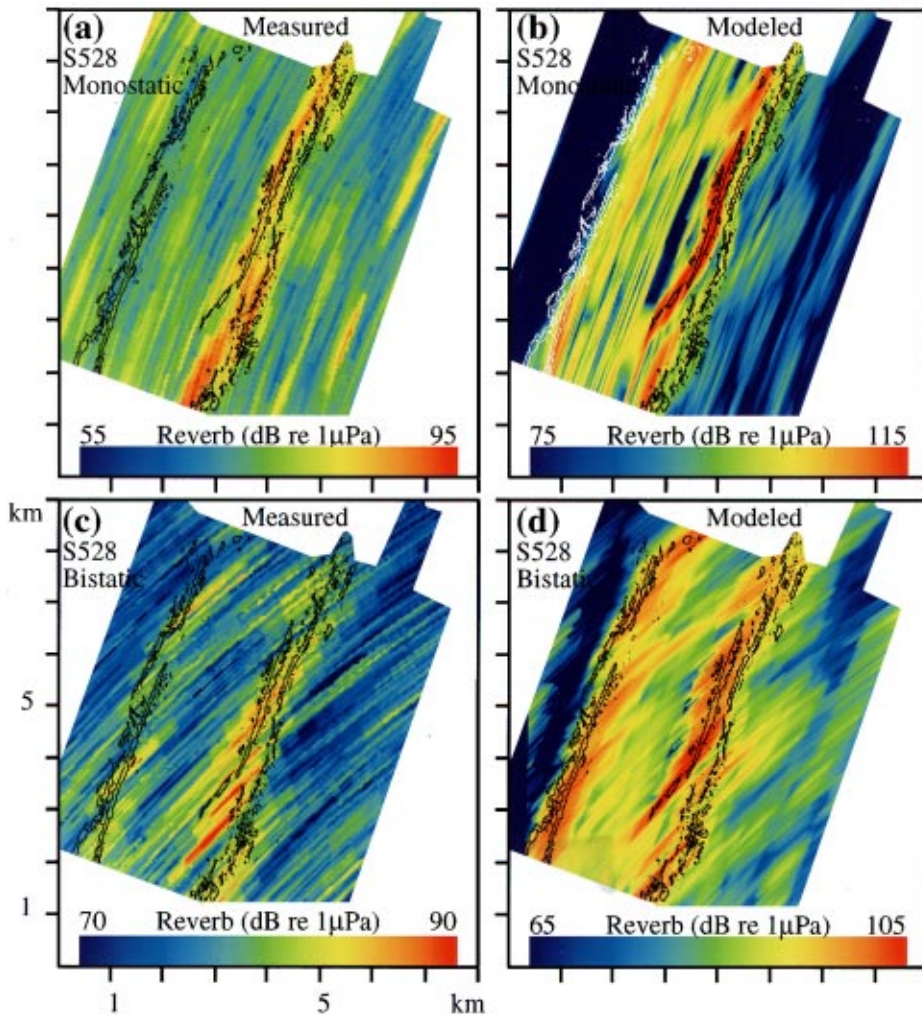 (a)
Measured
S528
Monostatic
55 Reverb (dB re 1μPa) 95
(b)
Modeled
S528
Monostatic
75 Reverb (dB re 1μPa) 115
km
(c)
Measured
S528
Bistatic
5
1
70 Reverb (dB re 1μPa) 90
(d)
Modeled
S528
Bistatic
65 Reverb (dB re 1μPa) 105
1 5 km